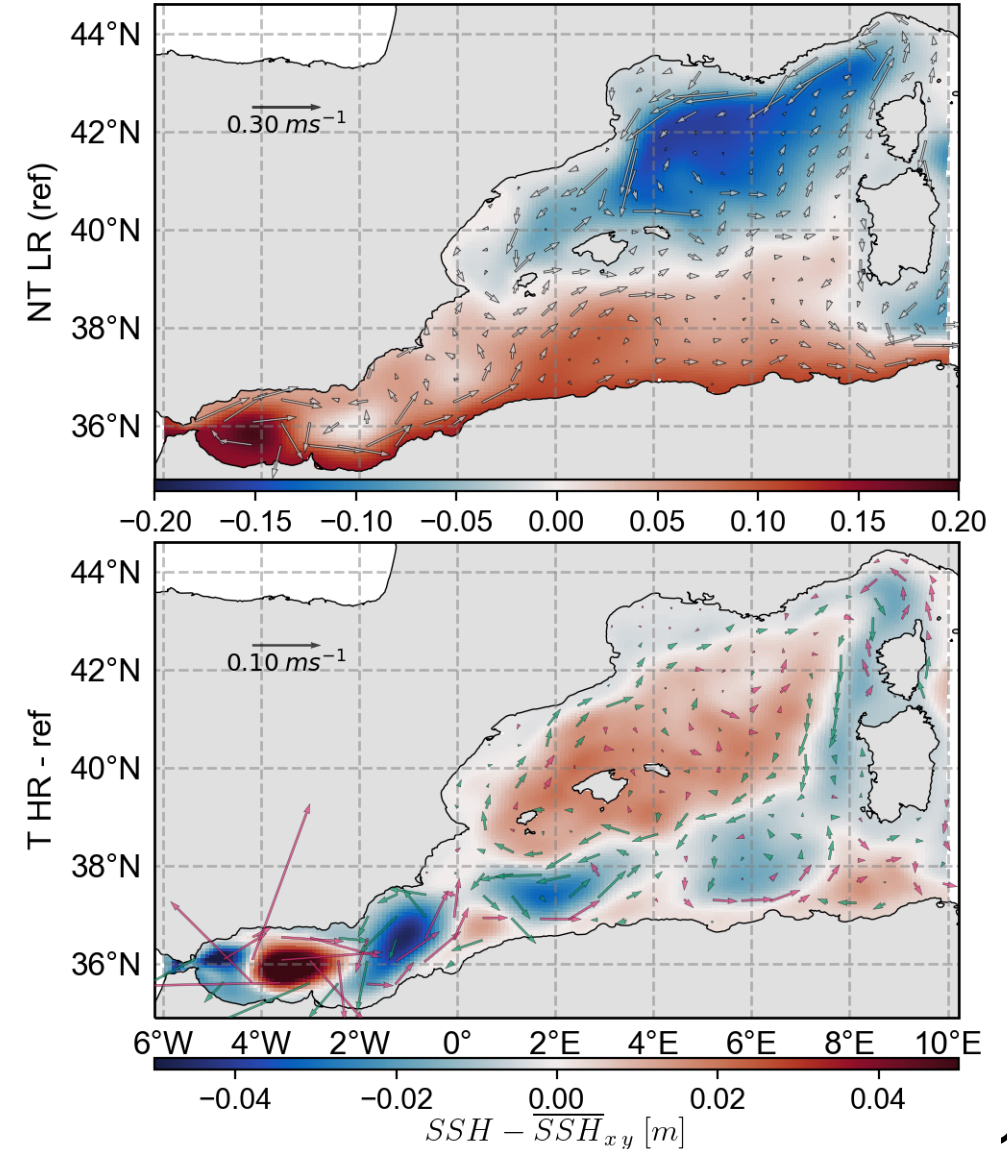 44°N
42°N
40°N
38°N
36°N
NT LR (ref)
0.30 ms⁻¹
−0.20 −0.15 −0.10 −0.05 0.00 0.05 0.10 0.15 0.20
44°N
42°N
40°N
38°N
36°N
T HR - ref
0.10 ms⁻¹
6°W 4°W 2°W 0° 2°E 4°E 6°E 8°E 10°E
−0.04 −0.02 0.00 0.02 0.04
SSH − \overline{SSH}_{x y} [m]